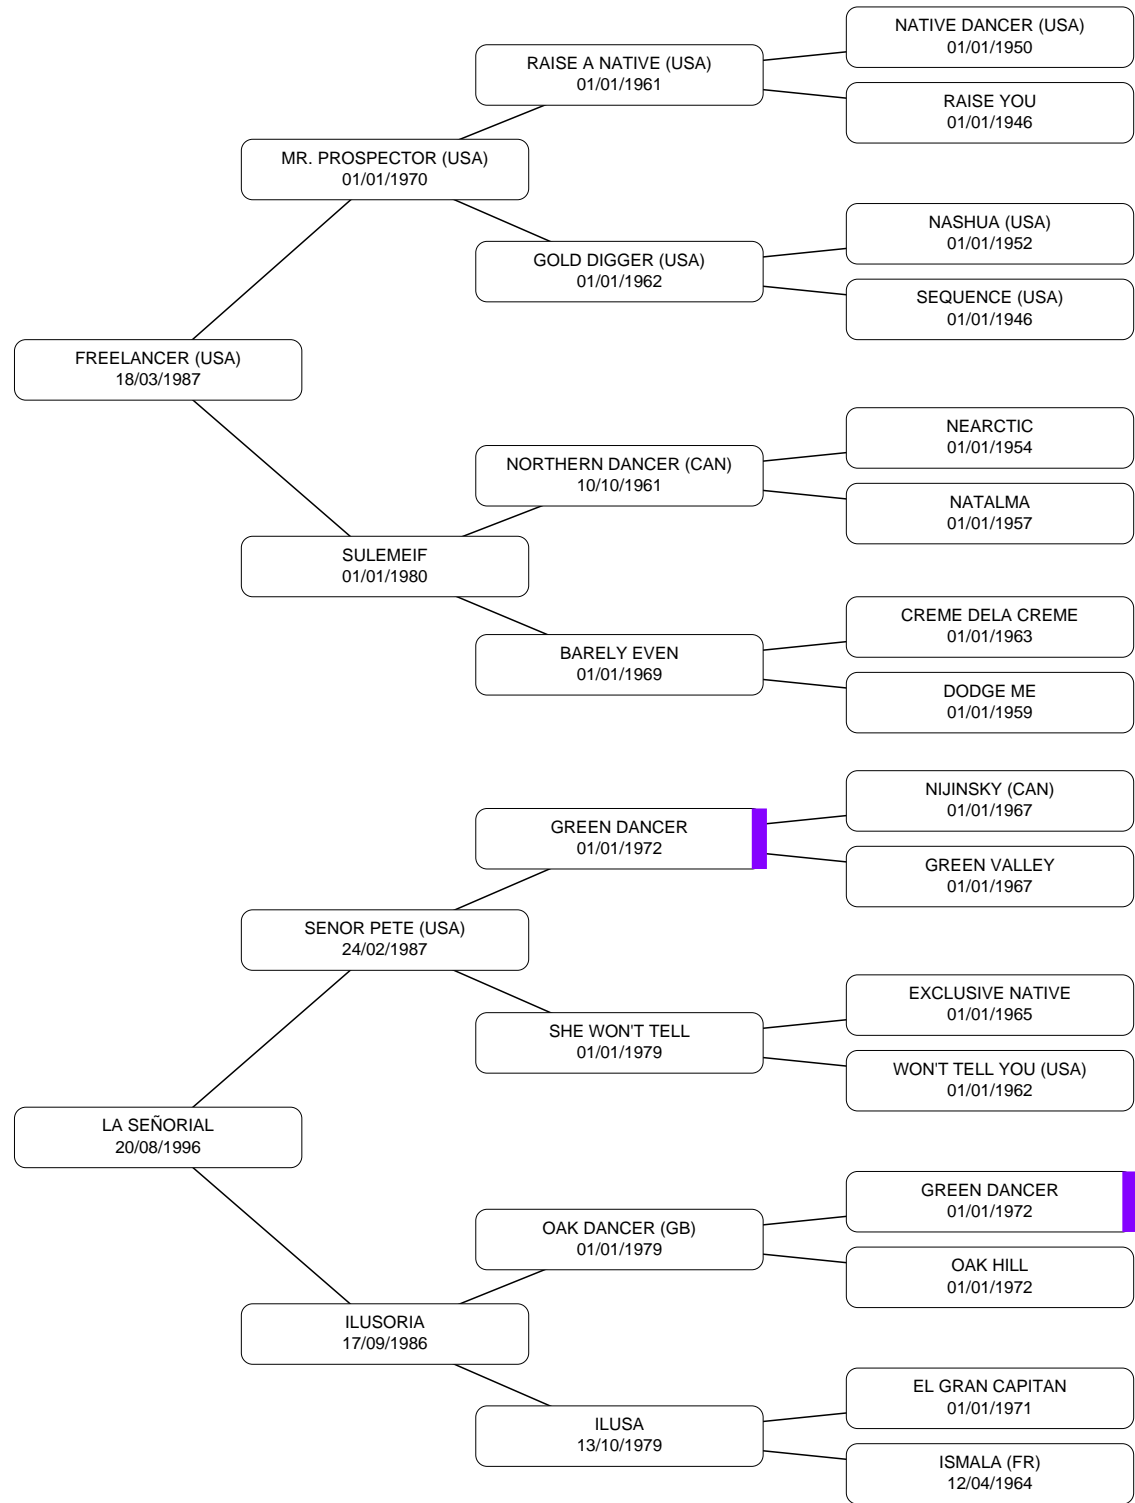 NATIVE DANCER (USA)
01/01/1950
RAISE A NATIVE (USA)
01/01/1961
RAISE YOU
01/01/1946
MR. PROSPECTOR (USA)
01/01/1970
NASHUA (USA)
01/01/1952
GOLD DIGGER (USA)
01/01/1962
SEQUENCE (USA)
01/01/1946
FREELANCER (USA)
18/03/1987
NEARCTIC
01/01/1954
NORTHERN DANCER (CAN)
10/10/1961
NATALMA
01/01/1957
SULEMEIF
01/01/1980
CREME DELA CREME
01/01/1963
BARELY EVEN
01/01/1969
DODGE ME
01/01/1959
NIJINSKY (CAN)
01/01/1967
GREEN DANCER
01/01/1972
GREEN VALLEY
01/01/1967
SENOR PETE (USA)
24/02/1987
EXCLUSIVE NATIVE
01/01/1965
SHE WON'T TELL
01/01/1979
WON'T TELL YOU (USA)
01/01/1962
LA SEÑORIAL
20/08/1996
GREEN DANCER
01/01/1972
OAK DANCER (GB)
01/01/1979
OAK HILL
01/01/1972
ILUSORIA
17/09/1986
EL GRAN CAPITAN
01/01/1971
ILUSA
13/10/1979
ISMALA (FR)
12/04/1964